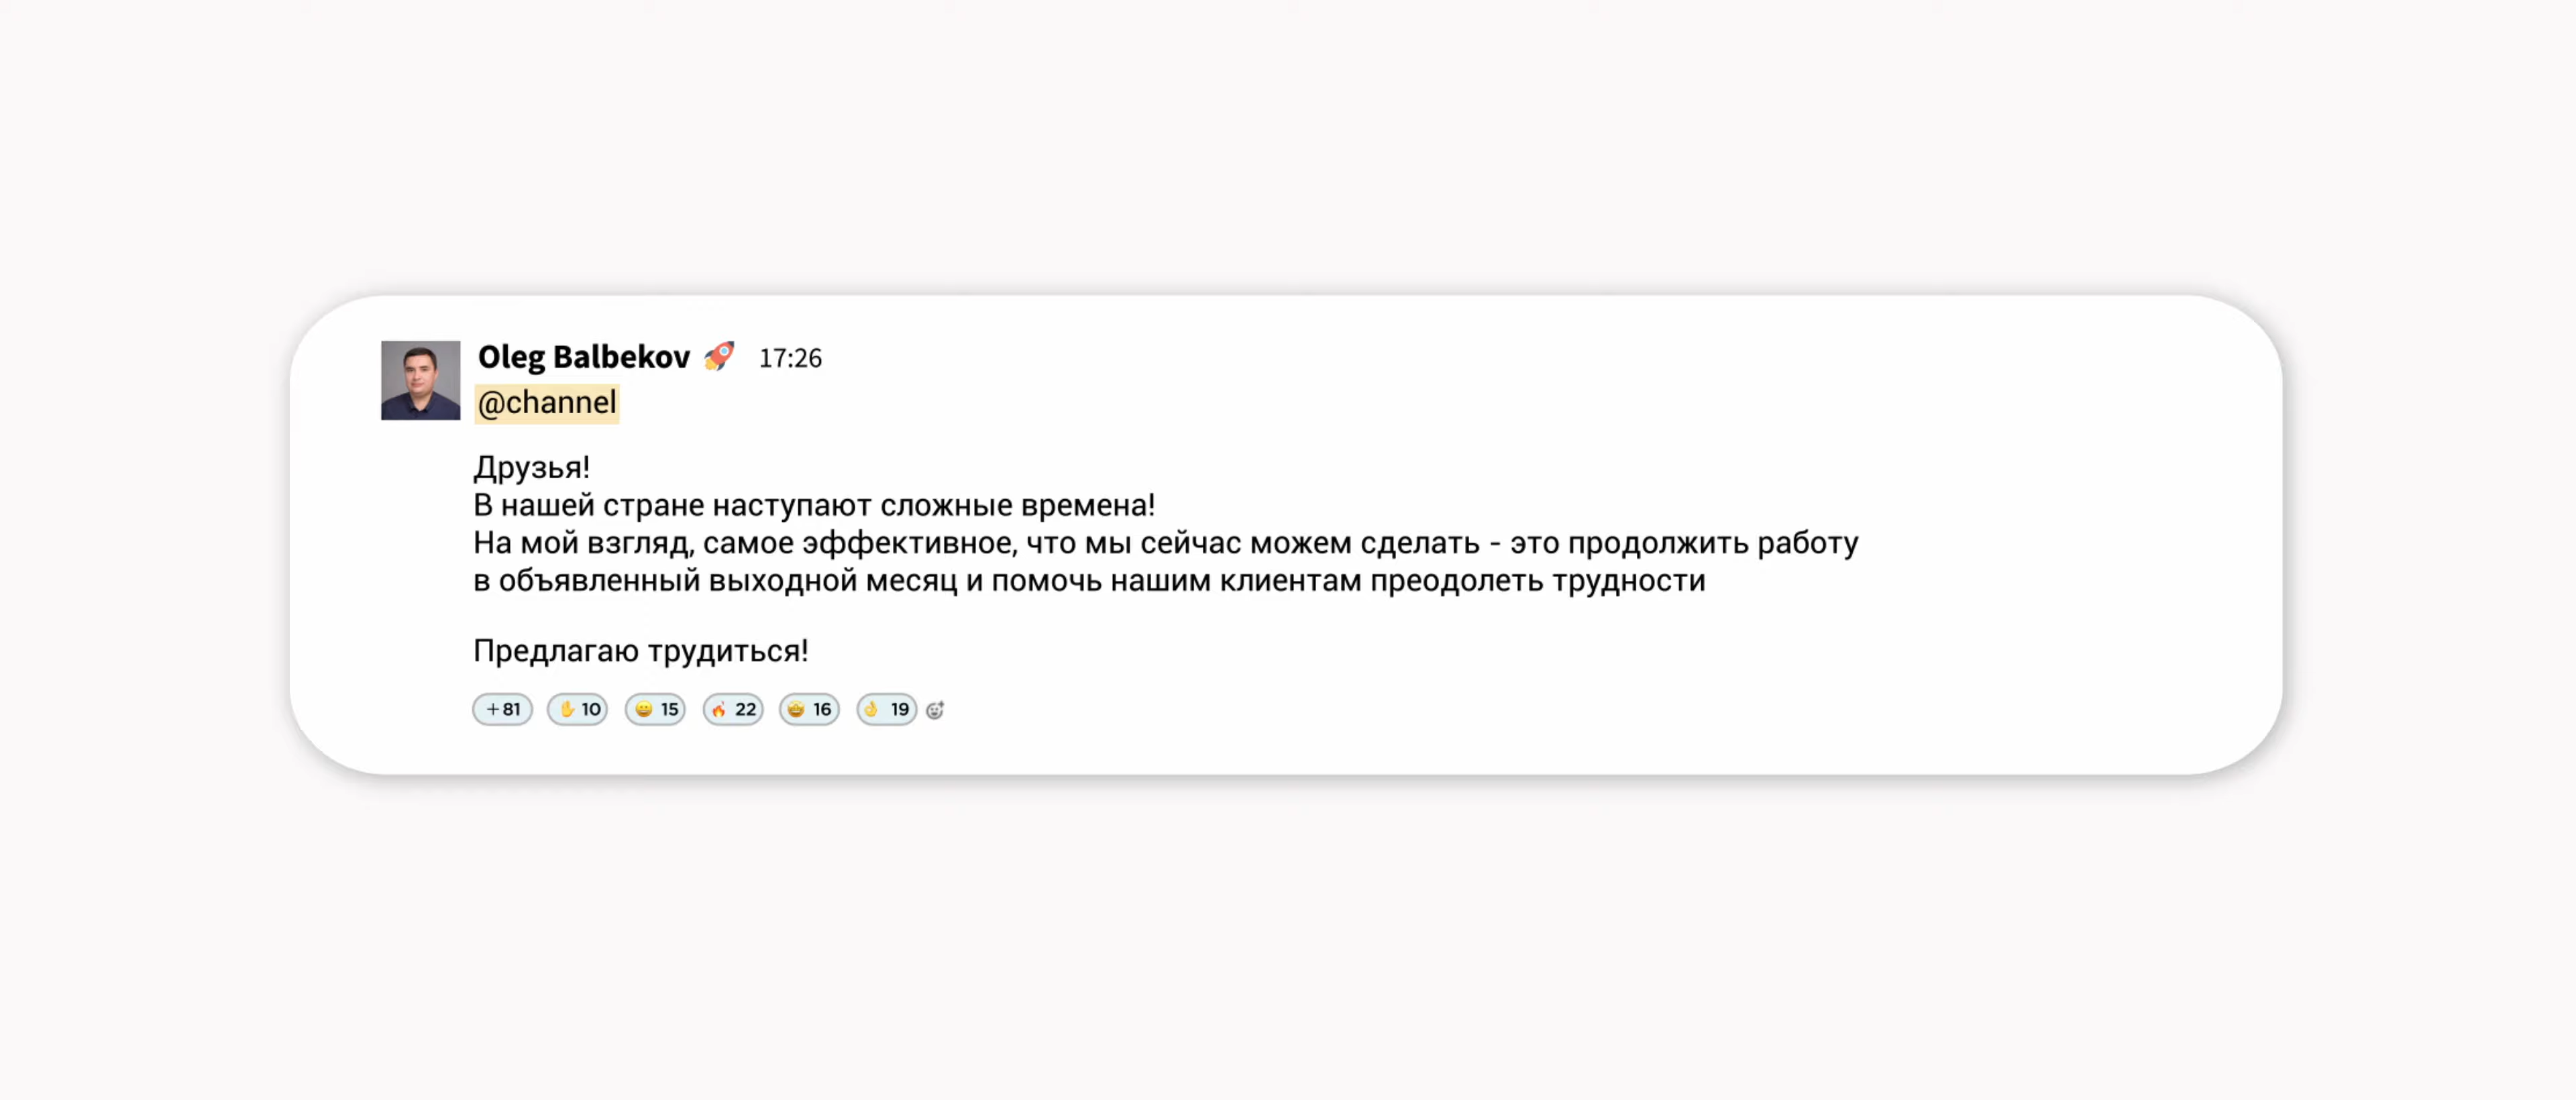 Oleg Balbekov 🚀 17:26
@channel
Друзья!
В нашей стране наступают сложные времена!
На мой взгляд, самое эффективное, что мы сейчас можем сделать - это продолжить работу
в объявленный выходной месяц и помочь нашим клиентам преодолеть трудности
Предлагаю трудиться!
+81 ✋ 10 😀 15 🔥 22 🤩 16 👌 19